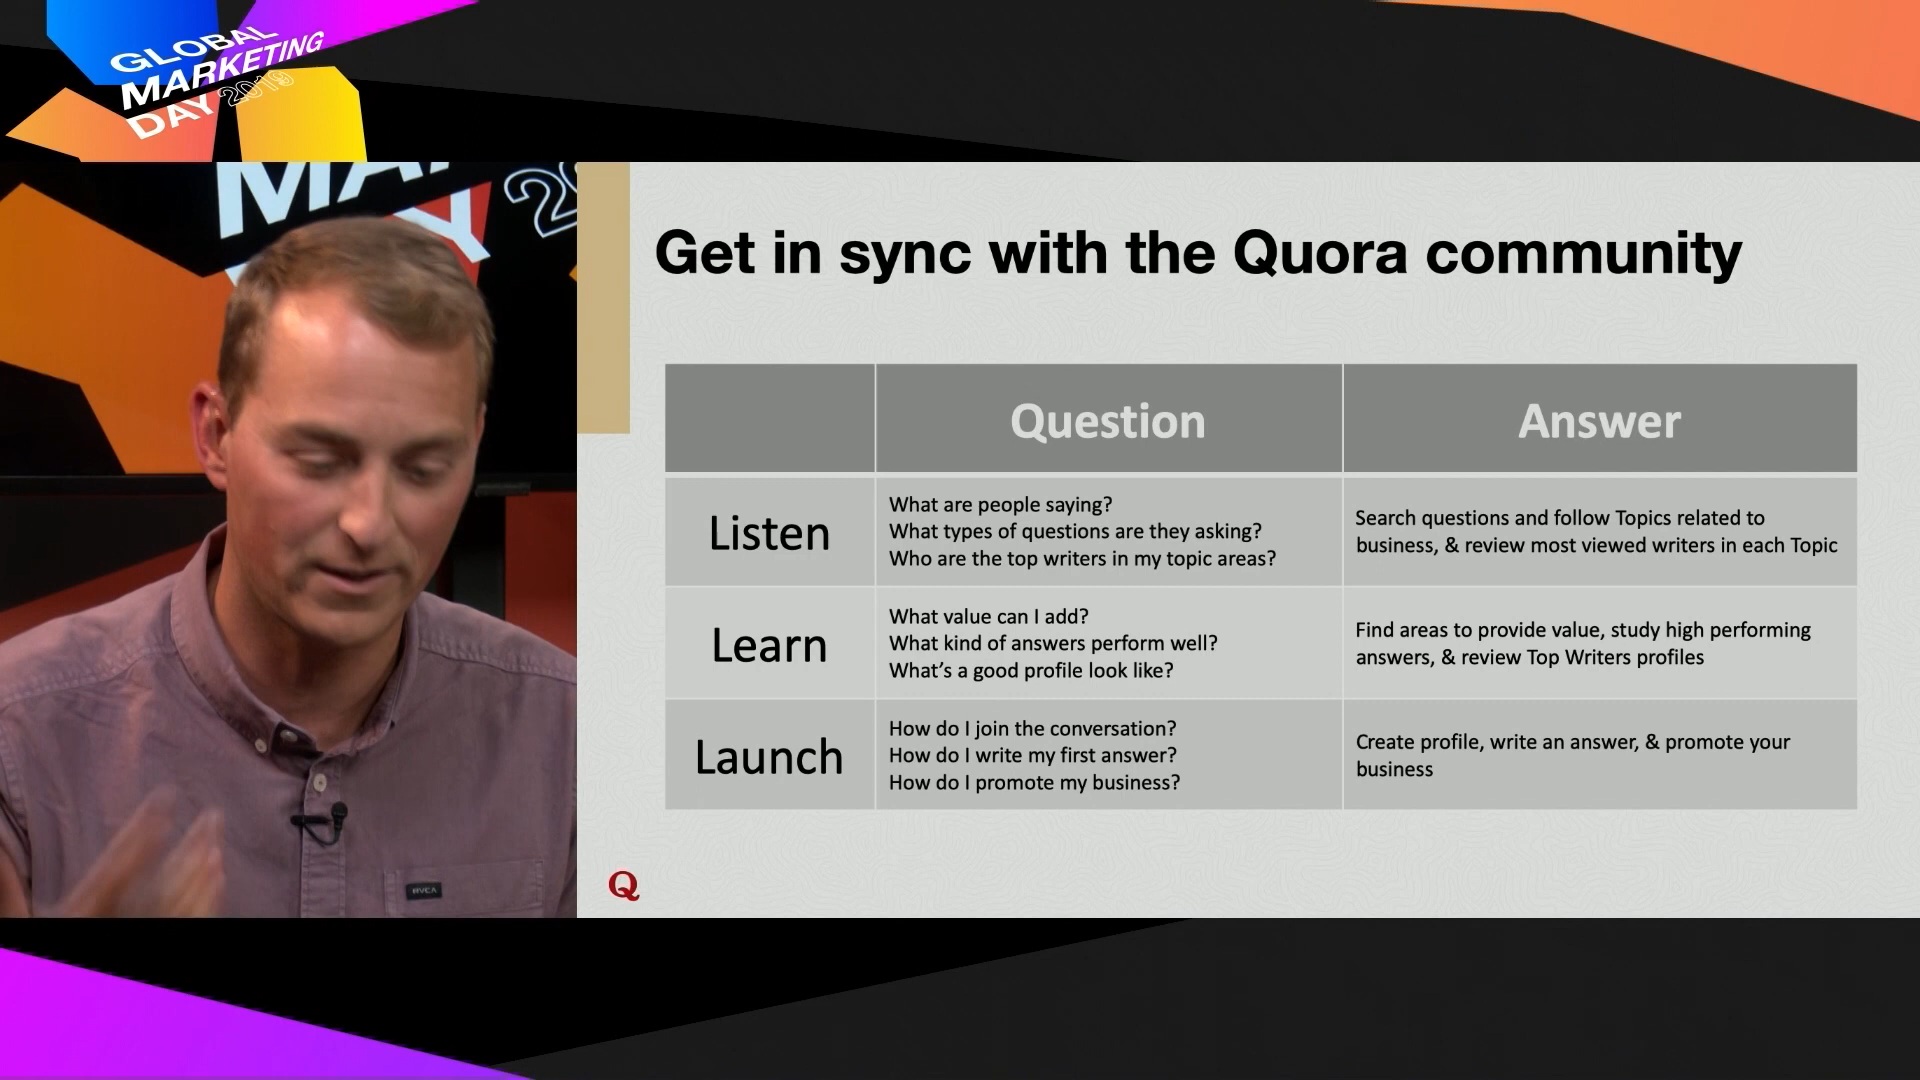 GLOBAL
MARKETING
DAY 2019
Get in sync with the Quora community
Question
Answer
Listen
What are people saying?
What types of questions are they asking?
Who are the top writers in my topic areas?
Search questions and follow Topics related to
business, & review most viewed writers in each Topic
Learn
What value can I add?
What kind of answers perform well?
What's a good profile look like?
Find areas to provide value, study high performing
answers, & review Top Writers profiles
Launch
How do I join the conversation?
How do I write my first answer?
How do I promote my business?
Create profile, write an answer, & promote your
business
RVCA
Q